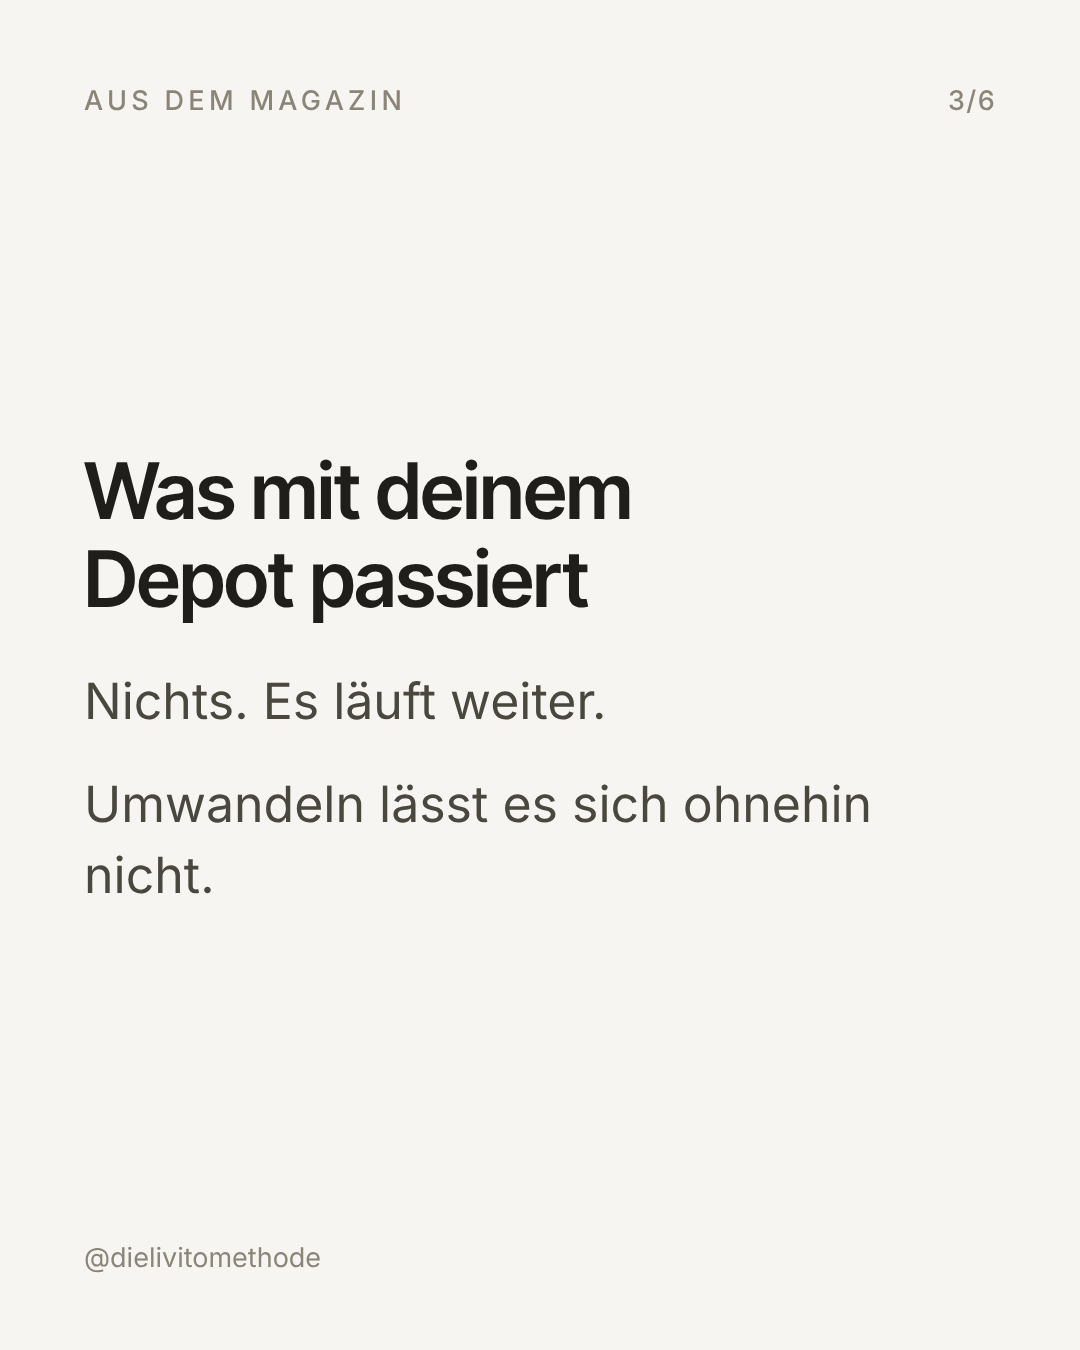 AUS DEM MAGAZIN
3/6
Was mit deinem
Depot passiert
Nichts. Es läuft weiter.
Umwandeln lässt es sich ohnehin
nicht.
@dielivitomethode